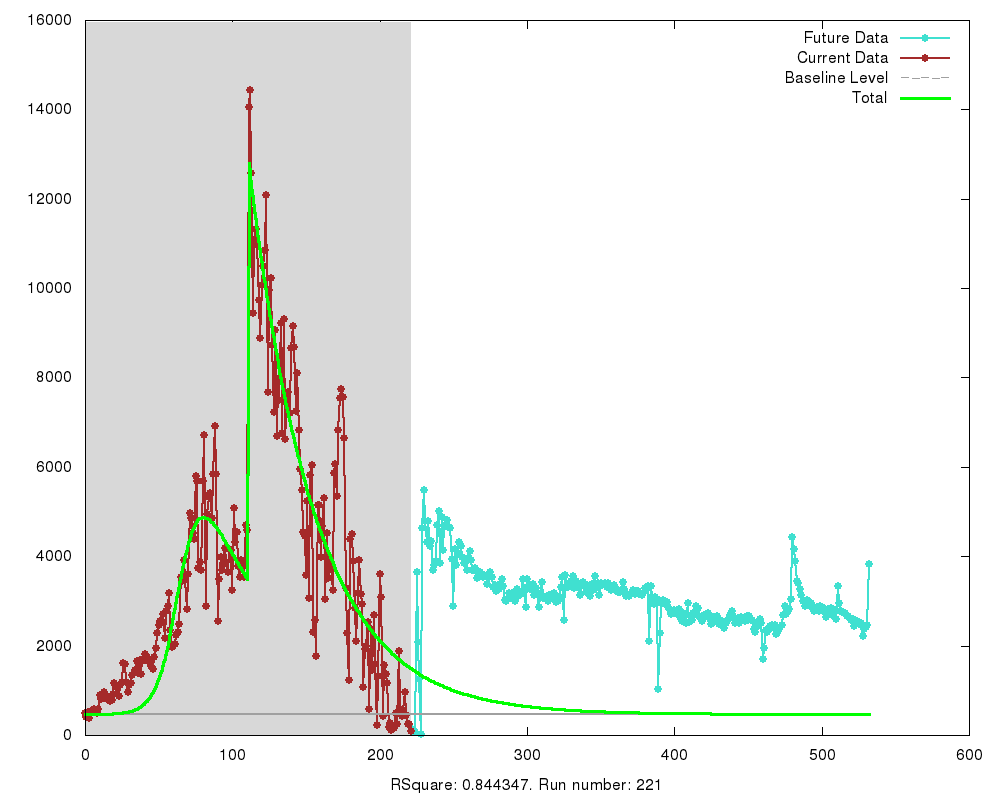 16000
14000
12000
10000
8000
6000
4000
2000
0
Future Data
Current Data
Baseline Level
Total
0 100 200 300 400 500 600
RSquare: 0.844347. Run number: 221